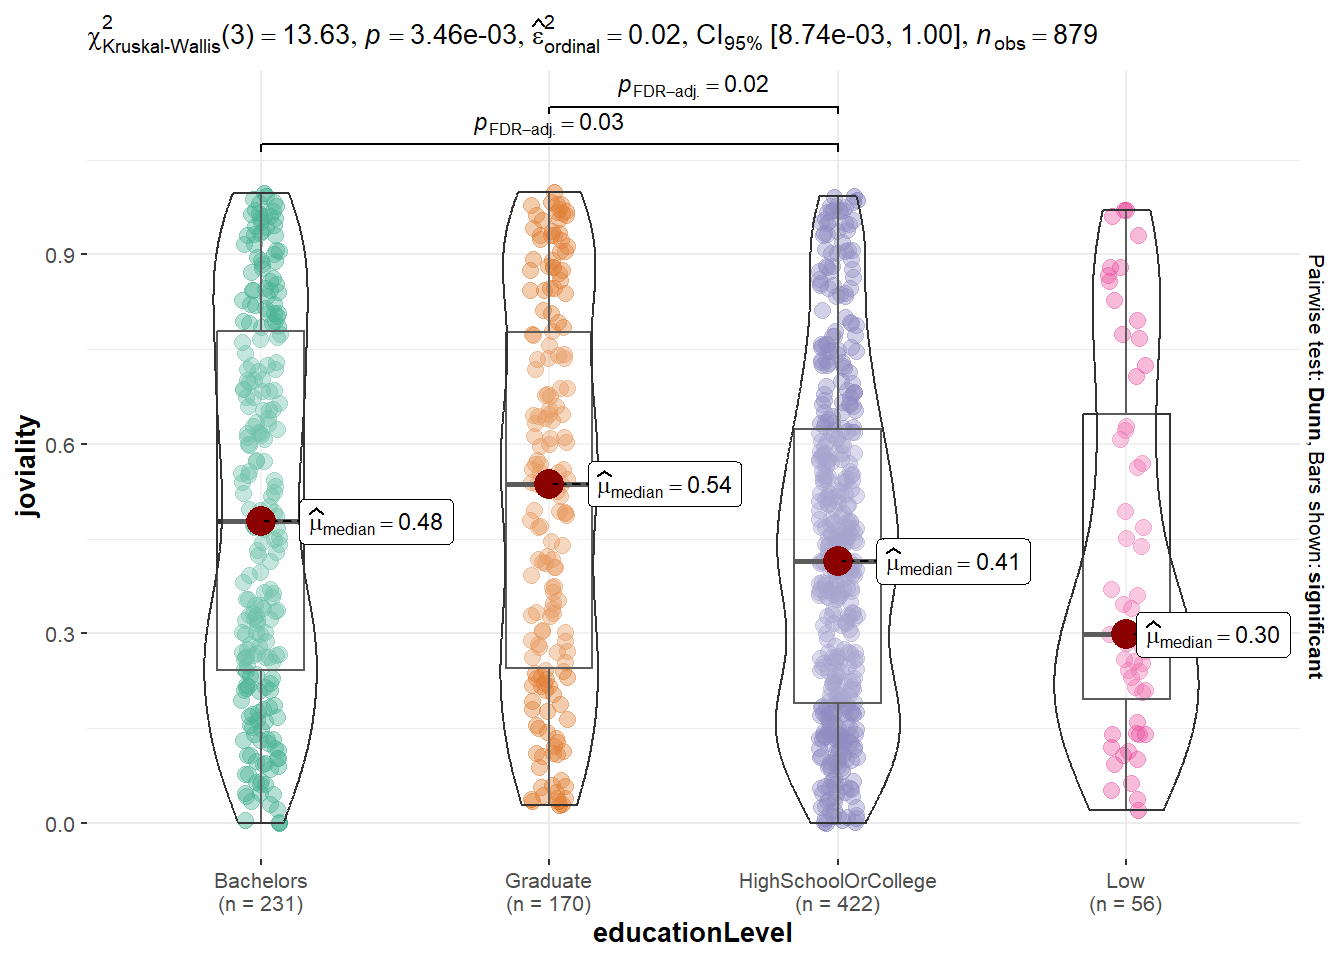 χ²Kruskal-Wallis(3) = 13.63, p = 3.46e-03, ε̂²ordinal = 0.02, CI95% [8.74e-03, 1.00], nobs = 879
pFDR−adj. = 0.02
pFDR−adj. = 0.03
0.9
0.6
0.3
0.0
joviality
μ̂median = 0.48
μ̂median = 0.54
μ̂median = 0.41
μ̂median = 0.30
Pairwise test: Dunn, Bars shown: significant
Bachelors
(n = 231)
Graduate
(n = 170)
HighSchoolOrCollege
(n = 422)
Low
(n = 56)
educationLevel